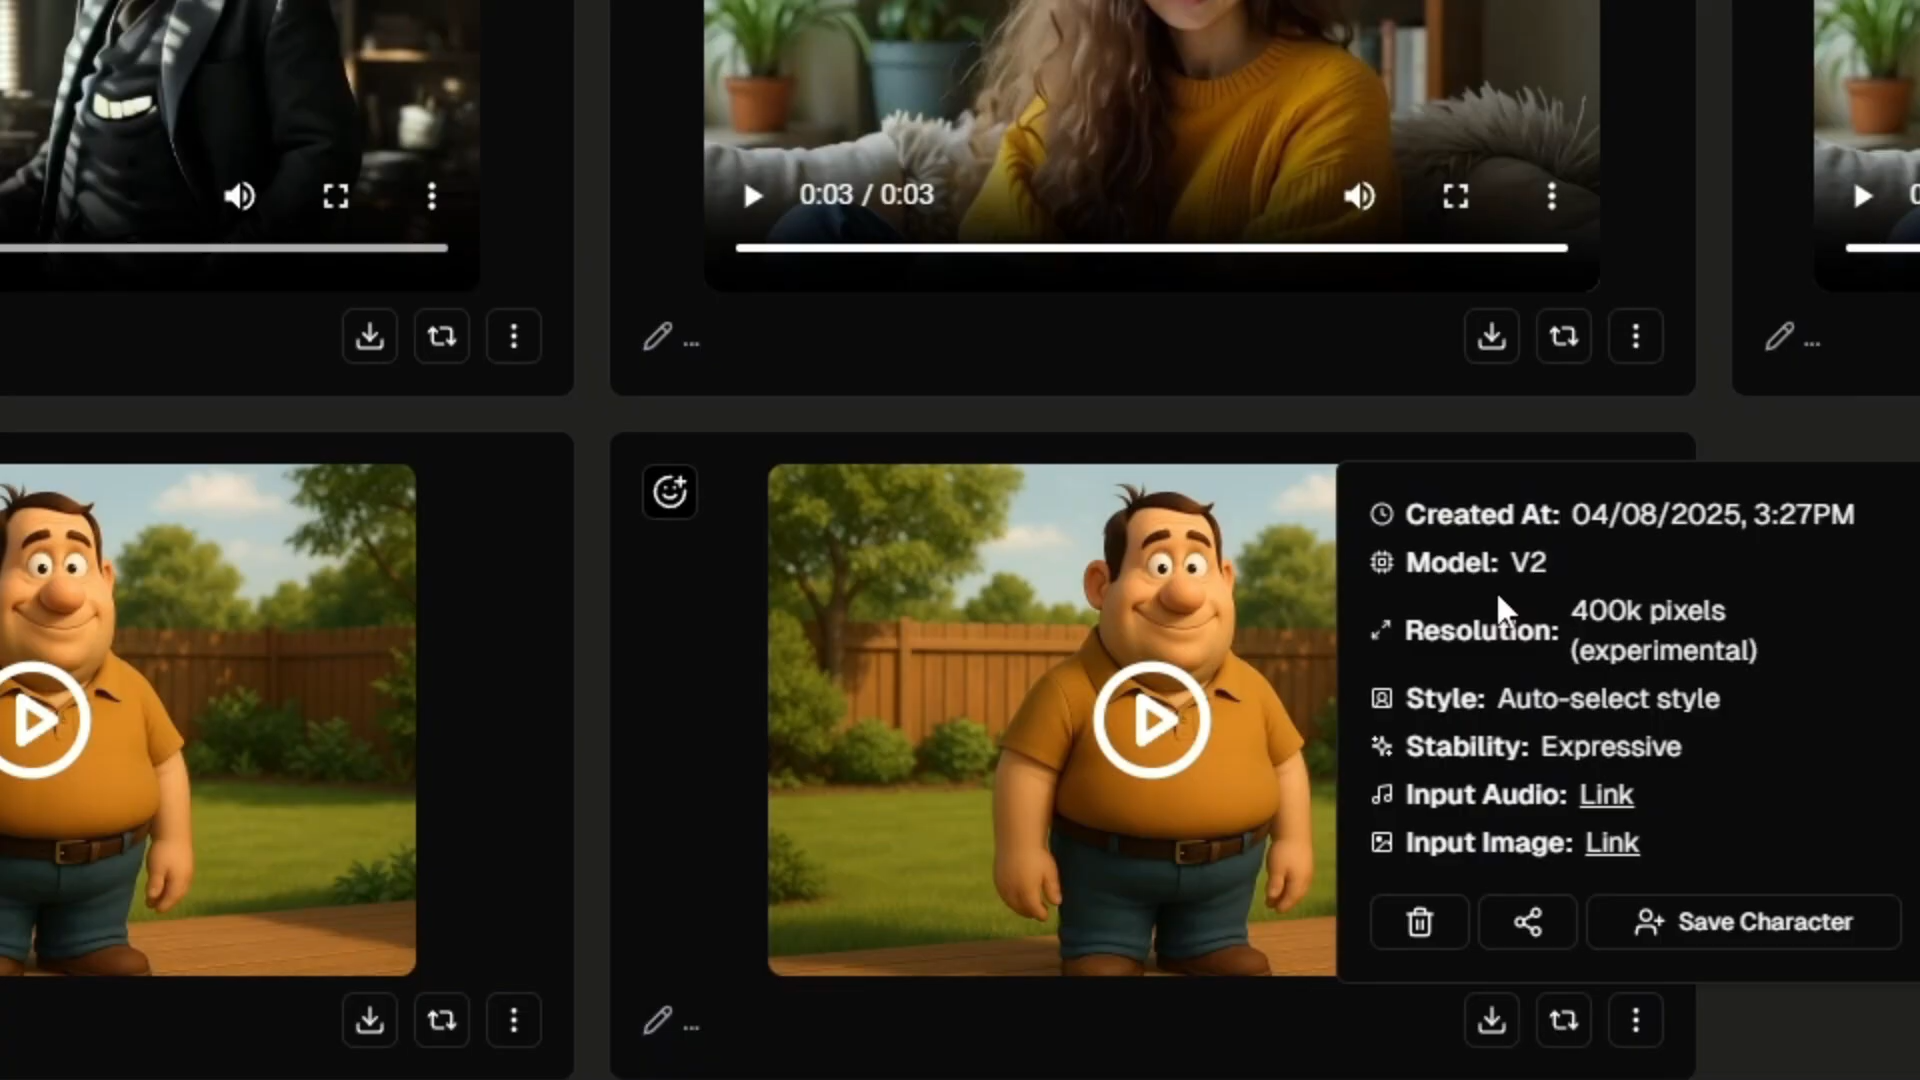 0:03 / 0:03
...
...
Created At: 04/08/2025, 3:27PM
Model: V2
Resolution: 400k pixels
(experimental)
Style: Auto-select style
Stability: Expressive
Input Audio: Link
Input Image: Link
Save Character
...